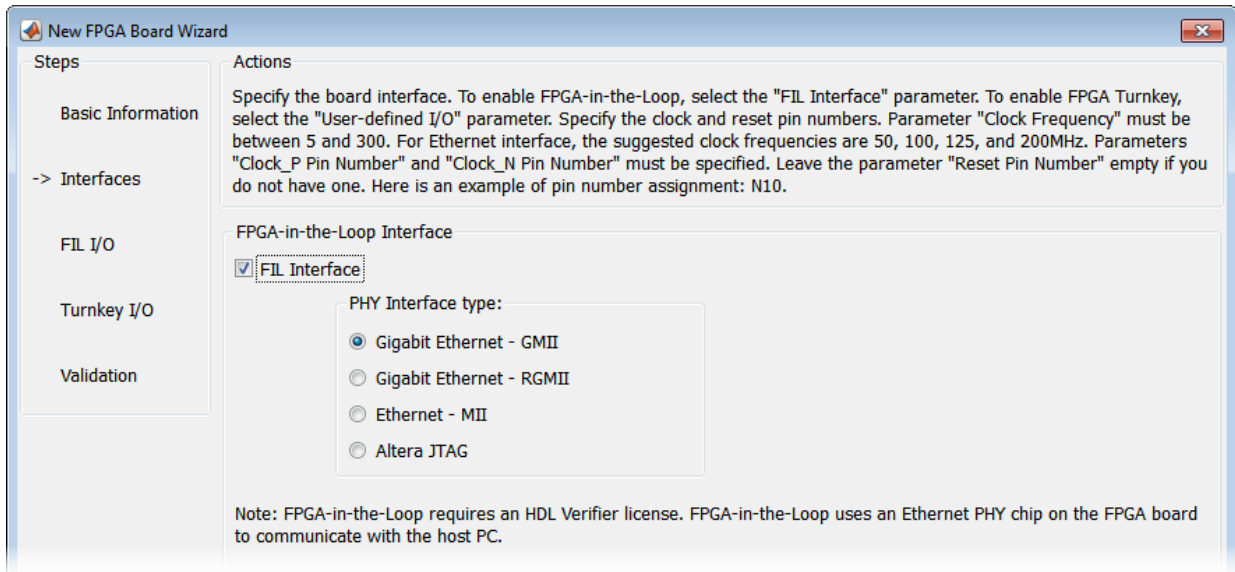 New FPGA Board Wizard
Steps
Basic Information
-> Interfaces
FIL I/O
Turnkey I/O
Validation
Actions
Specify the board interface. To enable FPGA-in-the-Loop, select the "FIL Interface" parameter. To enable FPGA Turnkey,
select the "User-defined I/O" parameter. Specify the clock and reset pin numbers. Parameter "Clock Frequency" must be
between 5 and 300. For Ethernet interface, the suggested clock frequencies are 50, 100, 125, and 200MHz. Parameters
"Clock_P Pin Number" and "Clock_N Pin Number" must be specified. Leave the parameter "Reset Pin Number" empty if you
do not have one. Here is an example of pin number assignment: N10.
FPGA-in-the-Loop Interface
FIL Interface
PHY Interface type:
Gigabit Ethernet - GMII
Gigabit Ethernet - RGMII
Ethernet - MII
Altera JTAG
Note: FPGA-in-the-Loop requires an HDL Verifier license. FPGA-in-the-Loop uses an Ethernet PHY chip on the FPGA board
to communicate with the host PC.